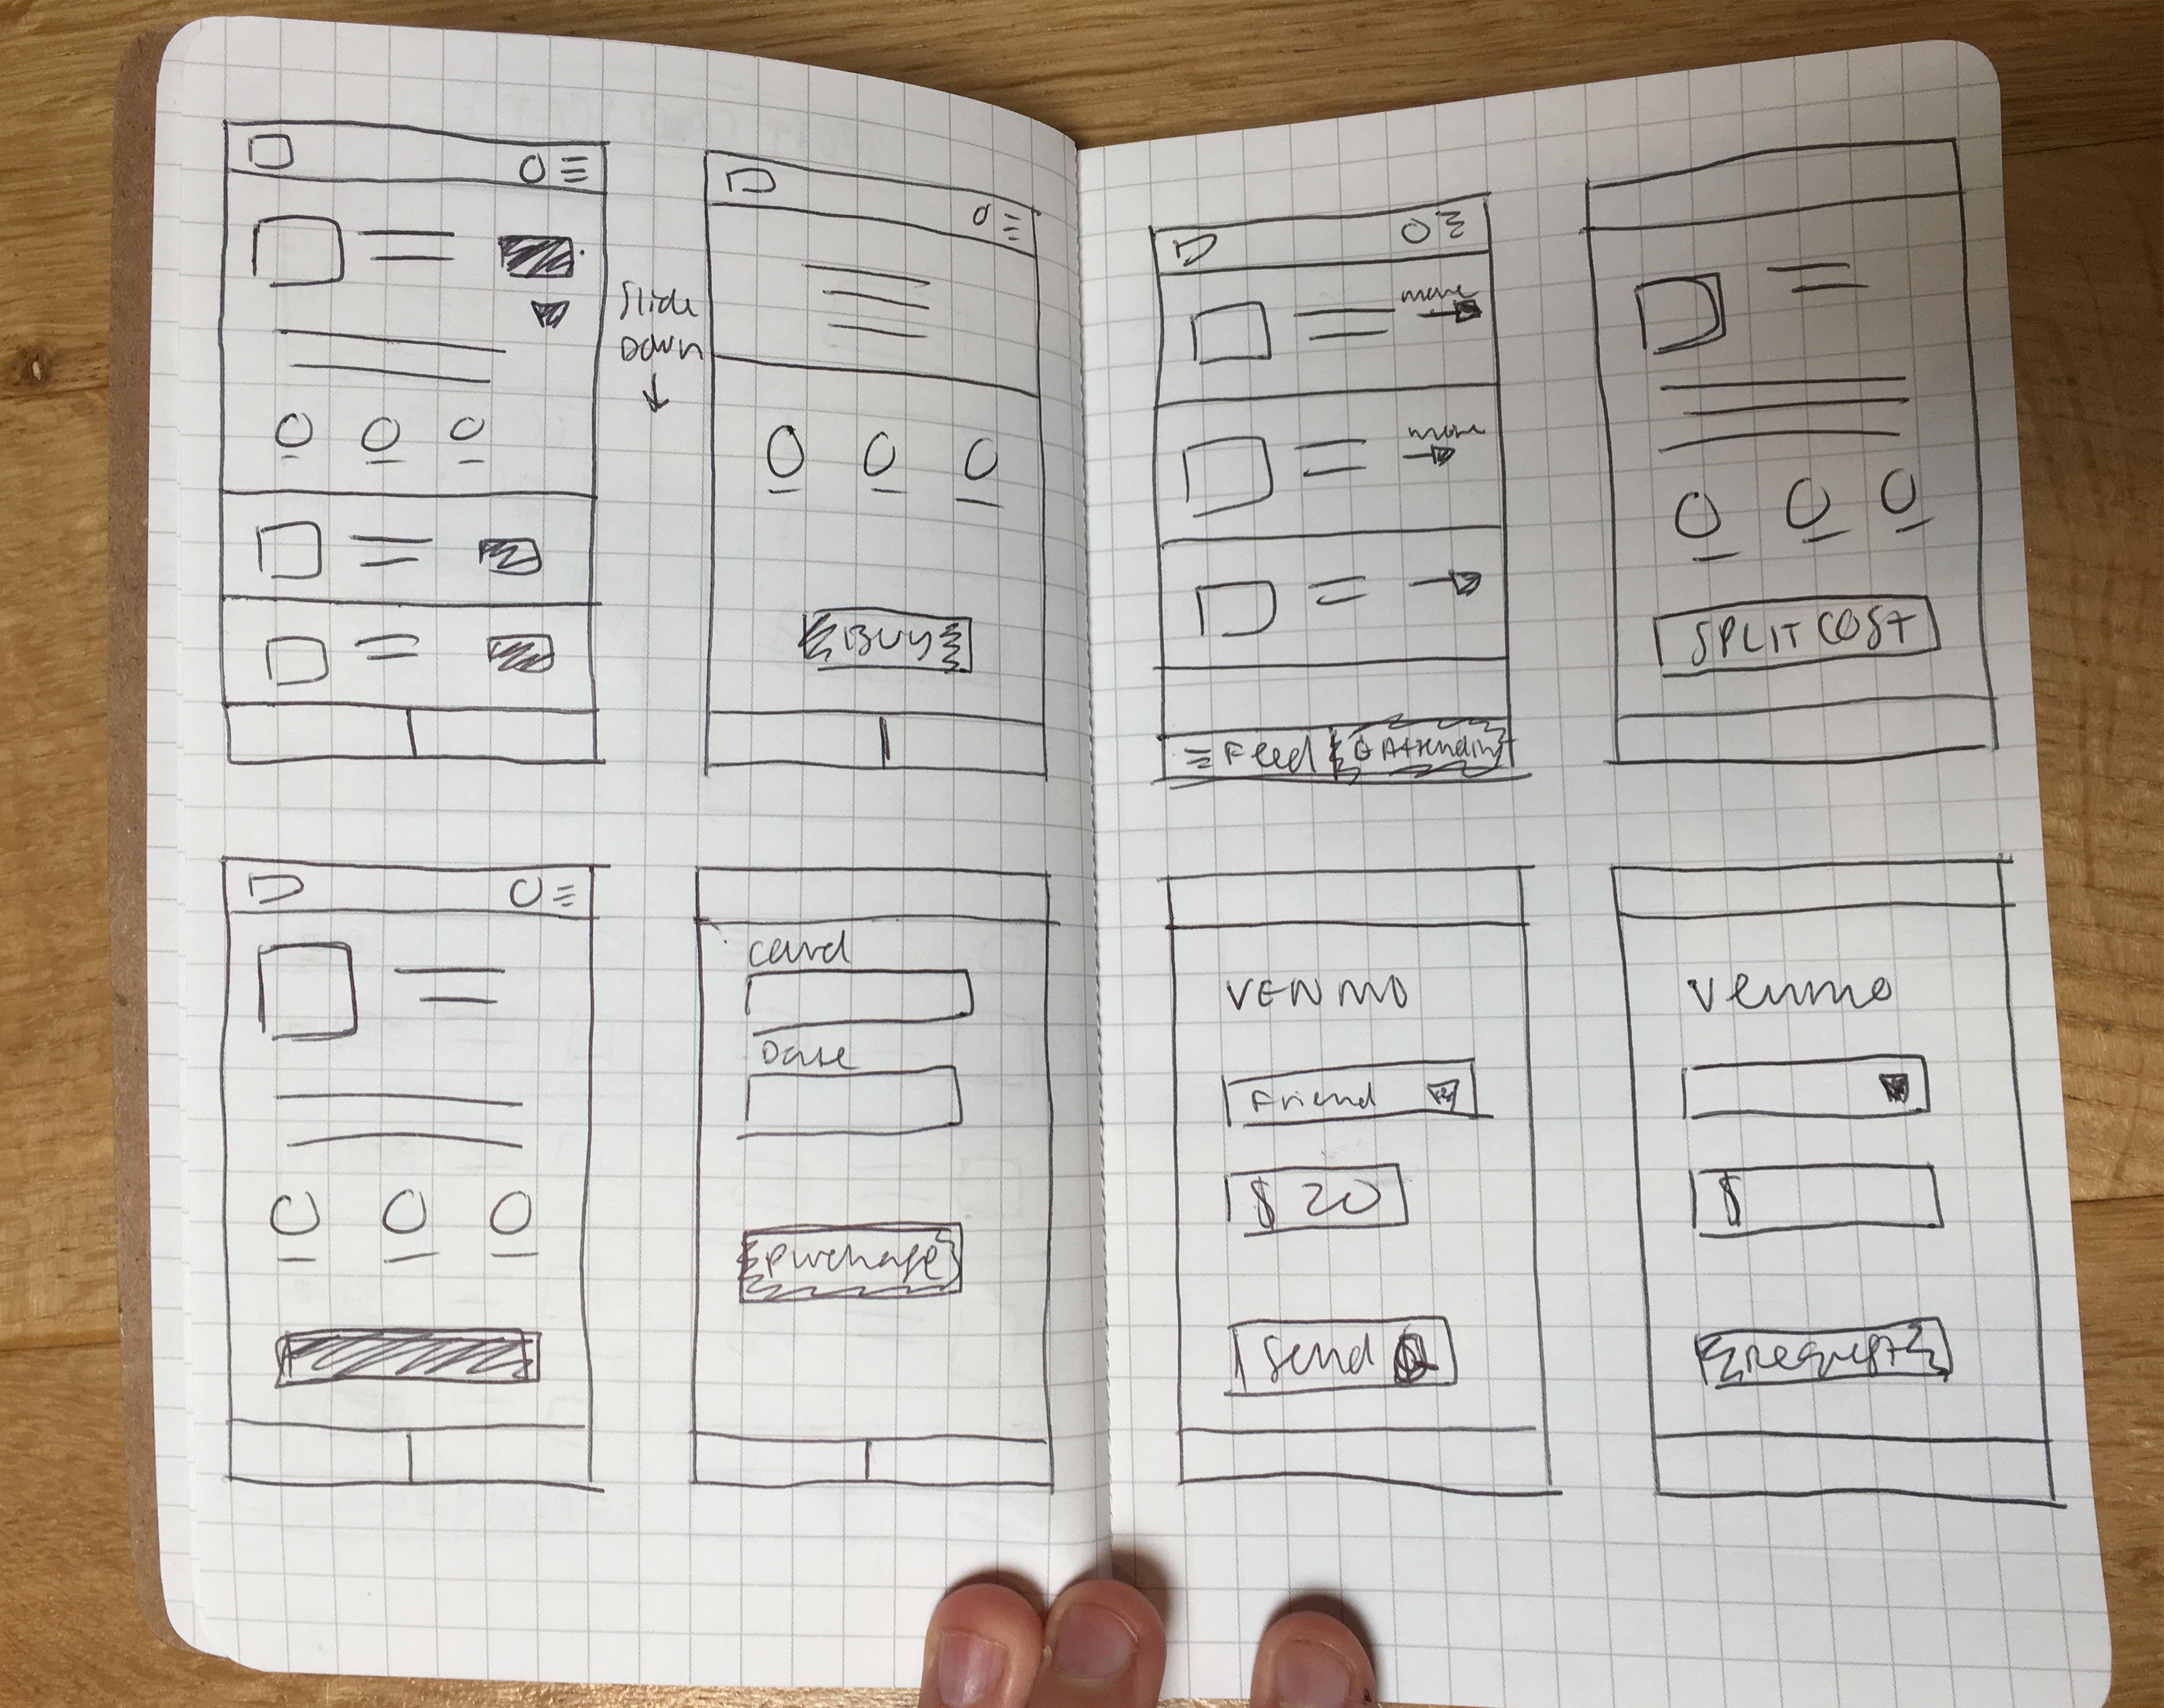 Slide
Down
BUY
more
more
Feed
Attending
SPLIT COST
card
Date
purchase
VENMO
Friend
$ 20
Send
Venmo
$
request